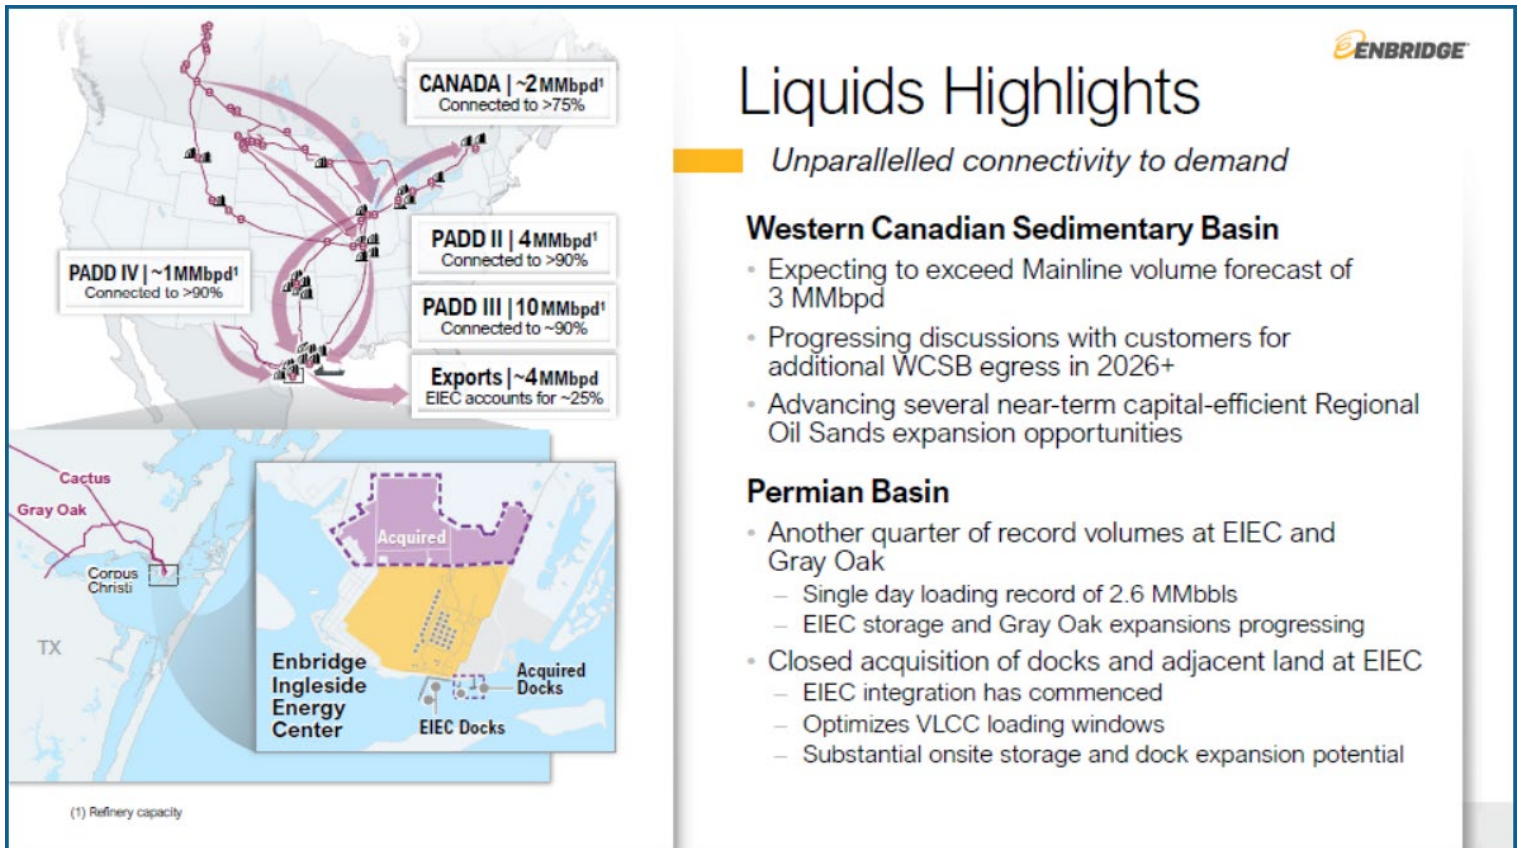 CANADA | ~2 MMbpd¹
Connected to >75%
PADD II | 4 MMbpd¹
Connected to >90%
PADD IV | ~1 MMbpd¹
Connected to >90%
PADD III | 10 MMbpd¹
Connected to ~90%
Exports | ~4 MMbpd
EIEC accounts for ~25%
Cactus
Gray Oak
Corpus
Christi
TX
Acquired
Enbridge
Ingleside
Energy
Center
Acquired
Docks
EIEC Docks
(1) Refinery capacity
ENBRIDGE
Liquids Highlights
Unparallelled connectivity to demand
Western Canadian Sedimentary Basin
• Expecting to exceed Mainline volume forecast of
3 MMbpd
• Progressing discussions with customers for
additional WCSB egress in 2026+
• Advancing several near-term capital-efficient Regional
Oil Sands expansion opportunities
Permian Basin
• Another quarter of record volumes at EIEC and
Gray Oak
– Single day loading record of 2.6 MMbbls
– EIEC storage and Gray Oak expansions progressing
• Closed acquisition of docks and adjacent land at EIEC
– EIEC integration has commenced
– Optimizes VLCC loading windows
– Substantial onsite storage and dock expansion potential